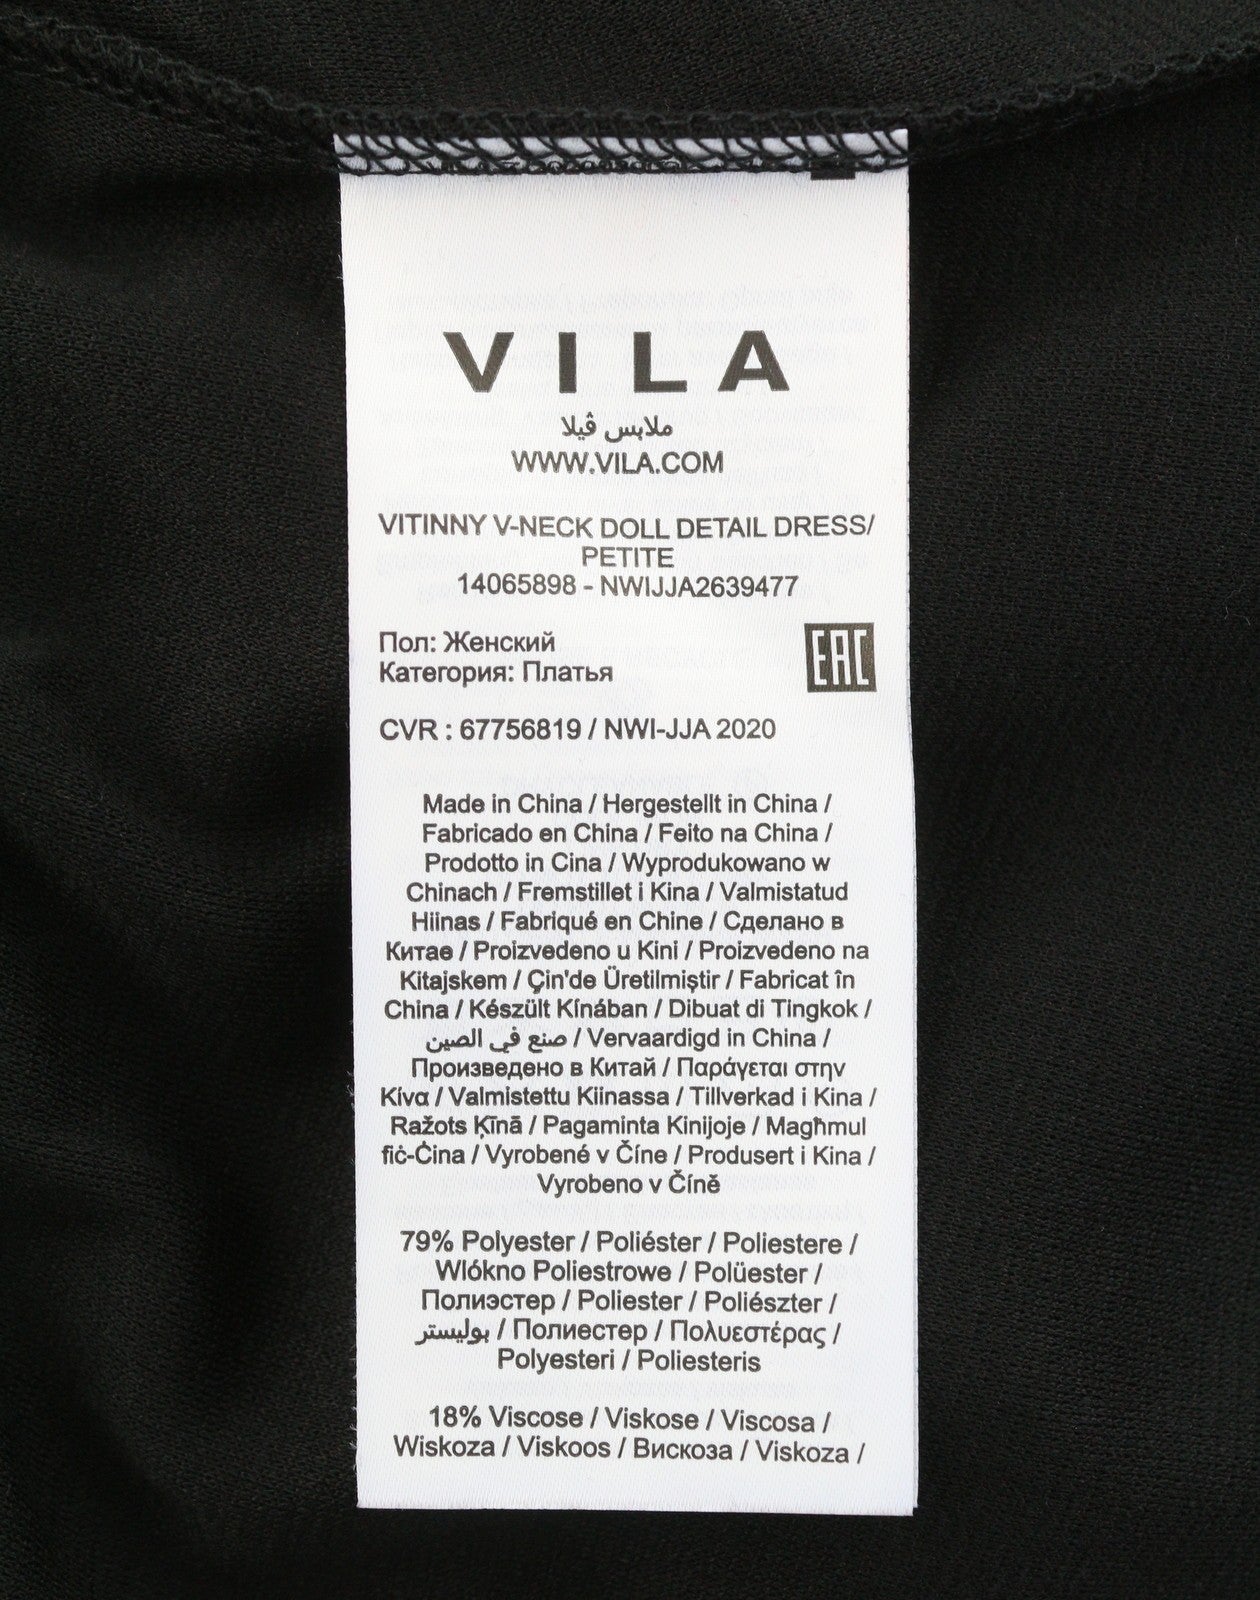 VILA
ملابس ڤيلا
WWW.VILA.COM
VITINNY V-NECK DOLL DETAIL DRESS/
PETITE
14065898 - NWIJJA2639477
Пол: Женский
Категория: Платья
EAC
CVR : 67756819 / NWI-JJA 2020
Made in China / Hergestellt in China /
Fabricado en China / Feito na China /
Prodotto in Cina / Wyprodukowano w
Chinach / Fremstillet i Kina / Valmistatud
Hiinas / Fabriqué en Chine / Сделано в
Китае / Proizvedeno u Kini / Proizvedeno na
Kitajskem / Çin'de Üretilmiştir / Fabricat în
China / Készült Kínában / Dibuat di Tingkok /
صنع في الصين / Vervaardigd in China /
Произведено в Китай / Παράγεται στην
Κίνα / Valmistettu Kiinassa / Tillverkad i Kina /
Ražots Ķīnā / Pagaminta Kinijoje / Magħmul
fiċ-Ċina / Vyrobené v Číne / Produsert i Kina /
Vyrobeno v Číně
79% Polyester / Poliéster / Poliestere /
Wlókno Poliestrowe / Polüester /
Полиэстер / Poliester / Poliészter /
بوليستر / Полиестер / Πολυεστέρας /
Polyesteri / Poliesteris
18% Viscose / Viskose / Viscosa /
Wiskoza / Viskoos / Вискоза / Viskoza /